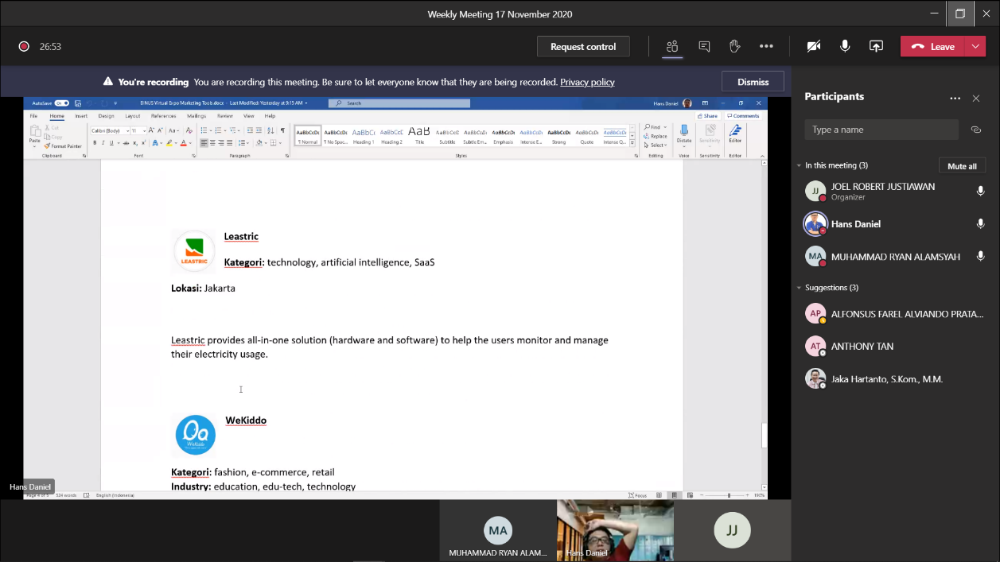 Weekly Meeting 17 November 2020
26:53
Request control
Leave
You're recording You are recording this meeting. Be sure to let everyone know that they are being recorded. Privacy policy
Dismiss
AutoSave On
BINUS Virtual Expo Marketing Tools.docx - Last Modified: Yesterday at 9:15 AM
Search
Hans Daniel
File Home Insert Design Layout References Mailings Review View Help
Share Comments
Paste
Cut
Copy
Format Painter
Calibri (Body) 11
AaBbCcDc AaBbCcDc AaBbC AaBbCc AaB AaBbCcD AaBbCcDc AaBbCcDc AaBbCcDc AaBbCcDc AaBbCcDc AaBbCcDc
¶ Normal ¶ No Spac... Heading 1 Heading 2 Title Subtitle Subtle Em... Emphasis Intense E... Strong Quote Intense Q...
Find
Replace
Select
Dictate
Sensitivity
Editor
Clipboard Font Paragraph Styles Editing Voice Sensitivity Editor
LEASTRIC
Leastric
Kategori: technology, artificial intelligence, SaaS
Lokasi: Jakarta
Leastric provides all-in-one solution (hardware and software) to help the users monitor and manage
their electricity usage.
WeKiddo
WeKiddo
Kategori: fashion, e-commerce, retail
Industry: education, edu-tech, technology
Hans Daniel
Page 4 of 5 524 words English (Indonesia)
Focus
190%
MA
MUHAMMAD RYAN ALAM...
Hans Daniel
JJ
Participants
Type a name
In this meeting (3)
Mute all
JJ
JOEL ROBERT JUSTIAWAN
Organizer
Hans Daniel
MA
MUHAMMAD RYAN ALAMSYAH
Suggestions (3)
AP
ALFONSUS FAREL ALVIANDO PRATA...
AT
ANTHONY TAN
Jaka Hartanto, S.Kom., M.M.